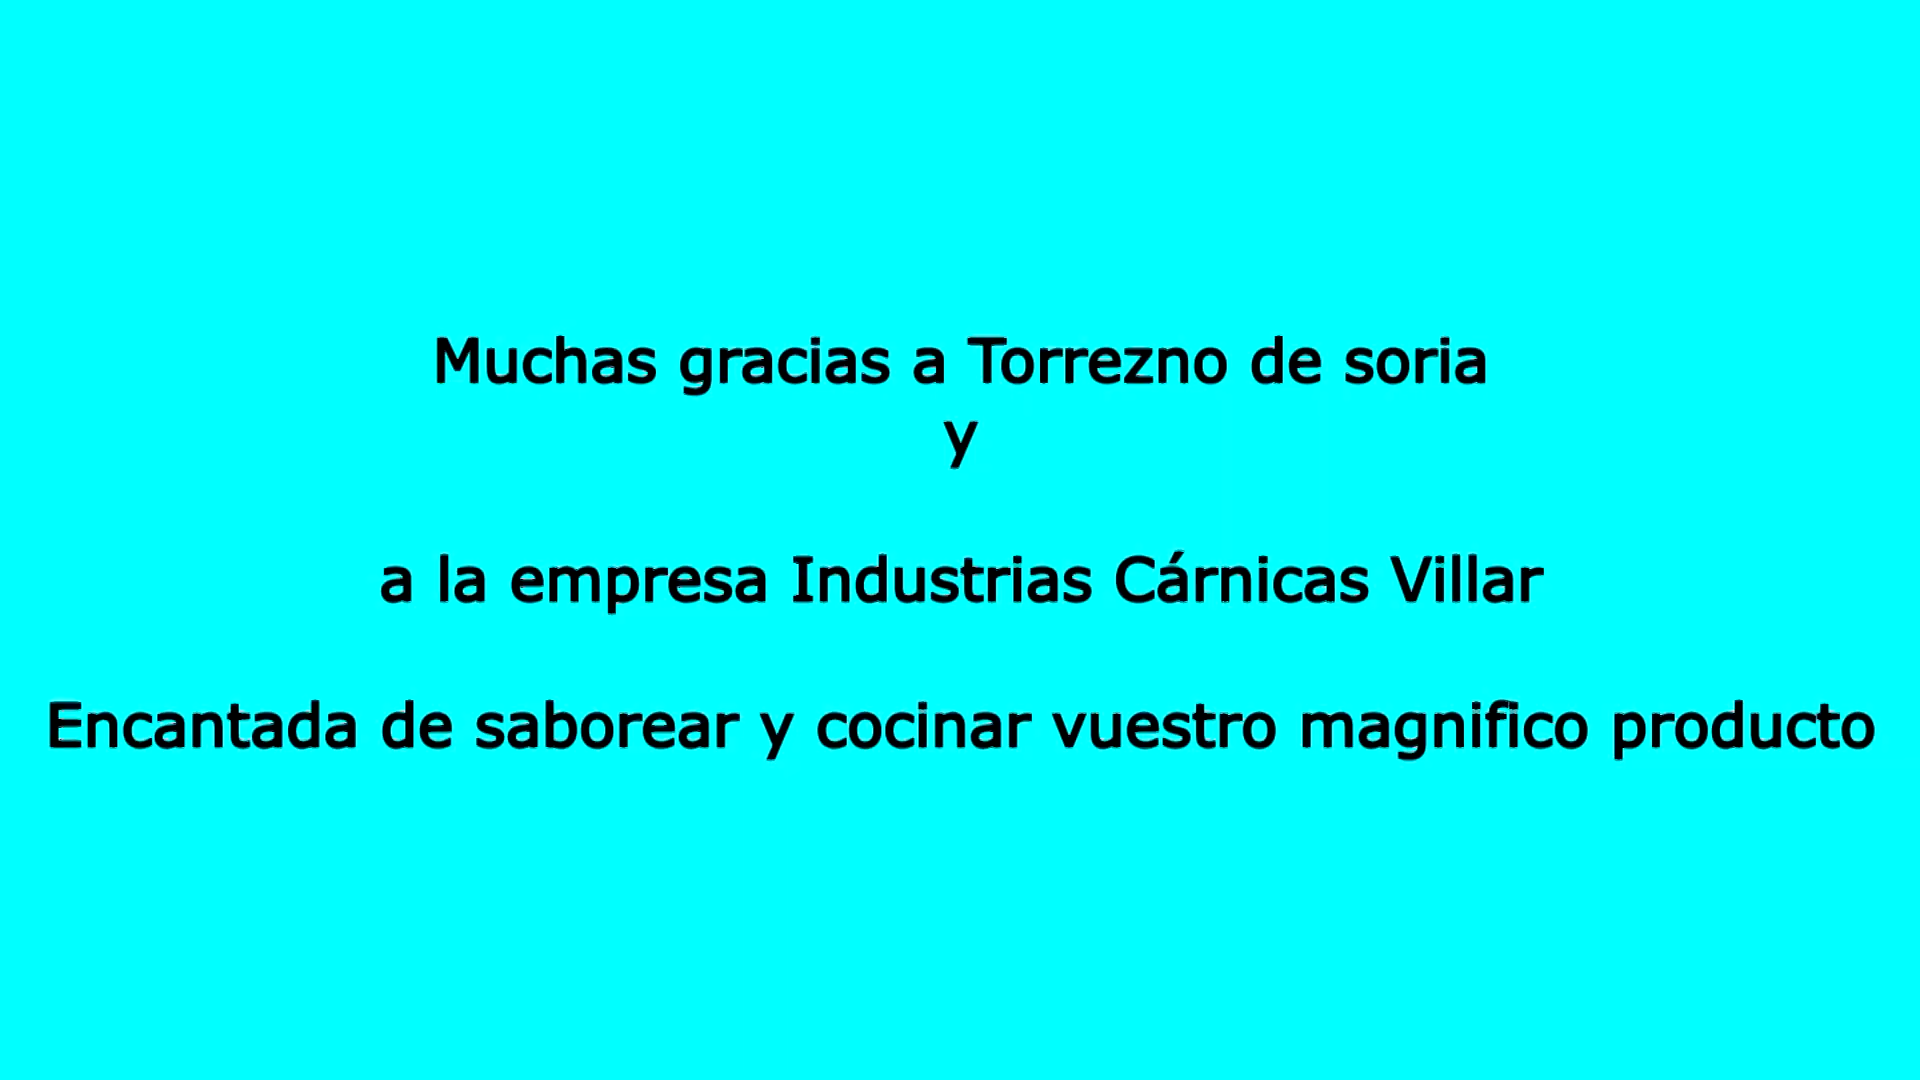 Muchas gracias a Torrezno de soria
y
a la empresa Industrias Cárnicas Villar
Encantada de saborear y cocinar vuestro magnifico producto